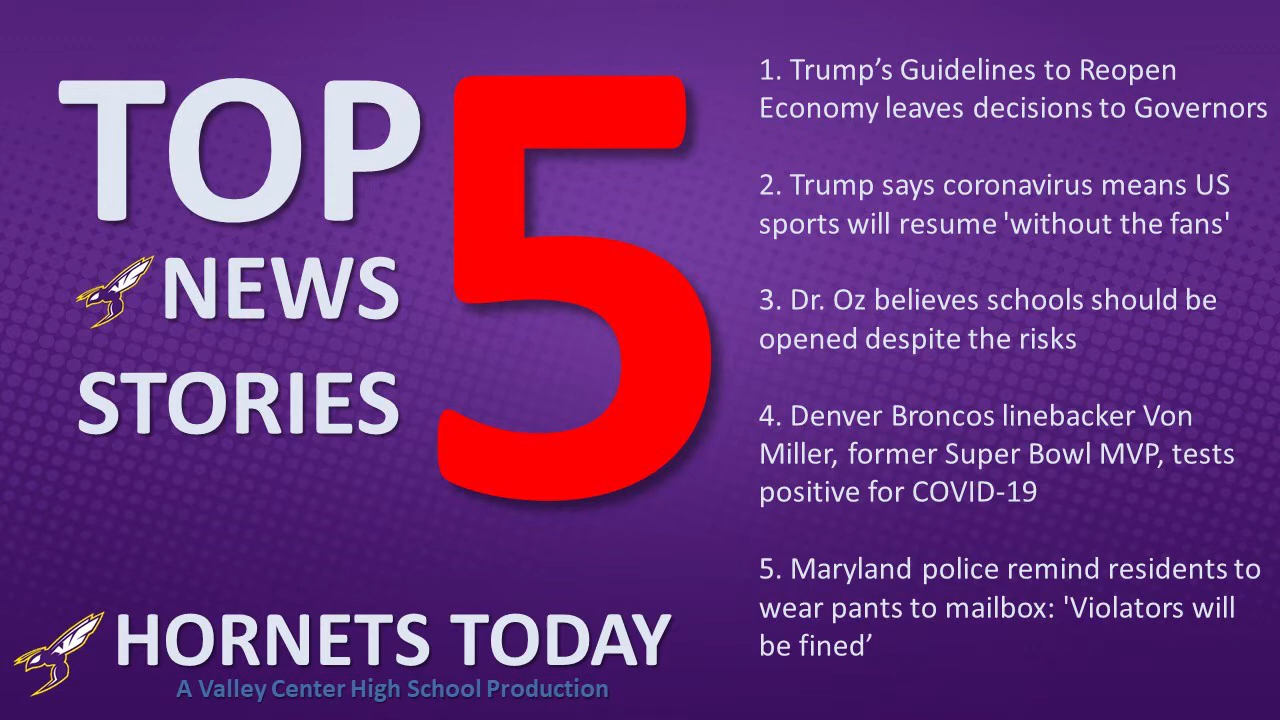 TOP 5
NEWS
STORIES
HORNETS TODAY
A Valley Center High School Production
1. Trump’s Guidelines to Reopen
Economy leaves decisions to Governors
2. Trump says coronavirus means US
sports will resume 'without the fans'
3. Dr. Oz believes schools should be
opened despite the risks
4. Denver Broncos linebacker Von
Miller, former Super Bowl MVP, tests
positive for COVID-19
5. Maryland police remind residents to
wear pants to mailbox: 'Violators will
be fined’